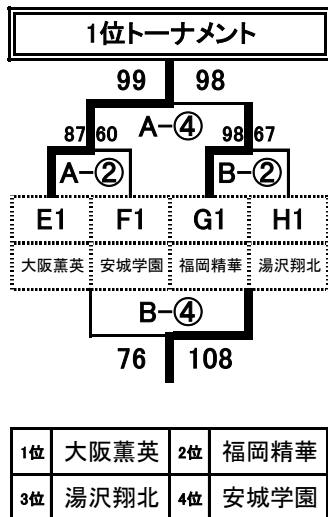 1位トーナメント
99 98
A-④
87 60 98 67
A-② B-②
E1 F1 G1 H1
大阪薫英 安城学園 福岡精華 湯沢翔北
B-④
76 108
1位 大阪薫英 2位 福岡精華
3位 湯沢翔北 4位 安城学園